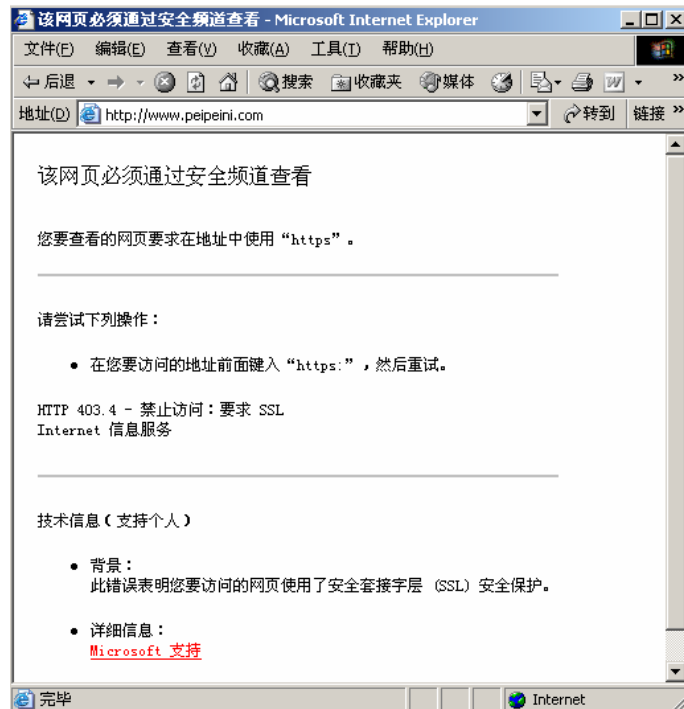 该网页必须通过安全频道查看 - Microsoft Internet Explorer
文件(F) 编辑(E) 查看(V) 收藏(A) 工具(T) 帮助(H)
后退 搜索 收藏夹 媒体 »
地址(D) http://www.peipeini.com 转到 链接 »
该网页必须通过安全频道查看
您要查看的网页要求在地址中使用“https”。
请尝试下列操作：
● 在您要访问的地址前面键入“https:”，然后重试。
HTTP 403.4 - 禁止访问：要求 SSL
Internet 信息服务
技术信息（支持个人）
● 背景：
此错误表明您要访问的网页使用了安全套接字层 (SSL) 安全保护。
● 详细信息：
Microsoft 支持
完毕 Internet